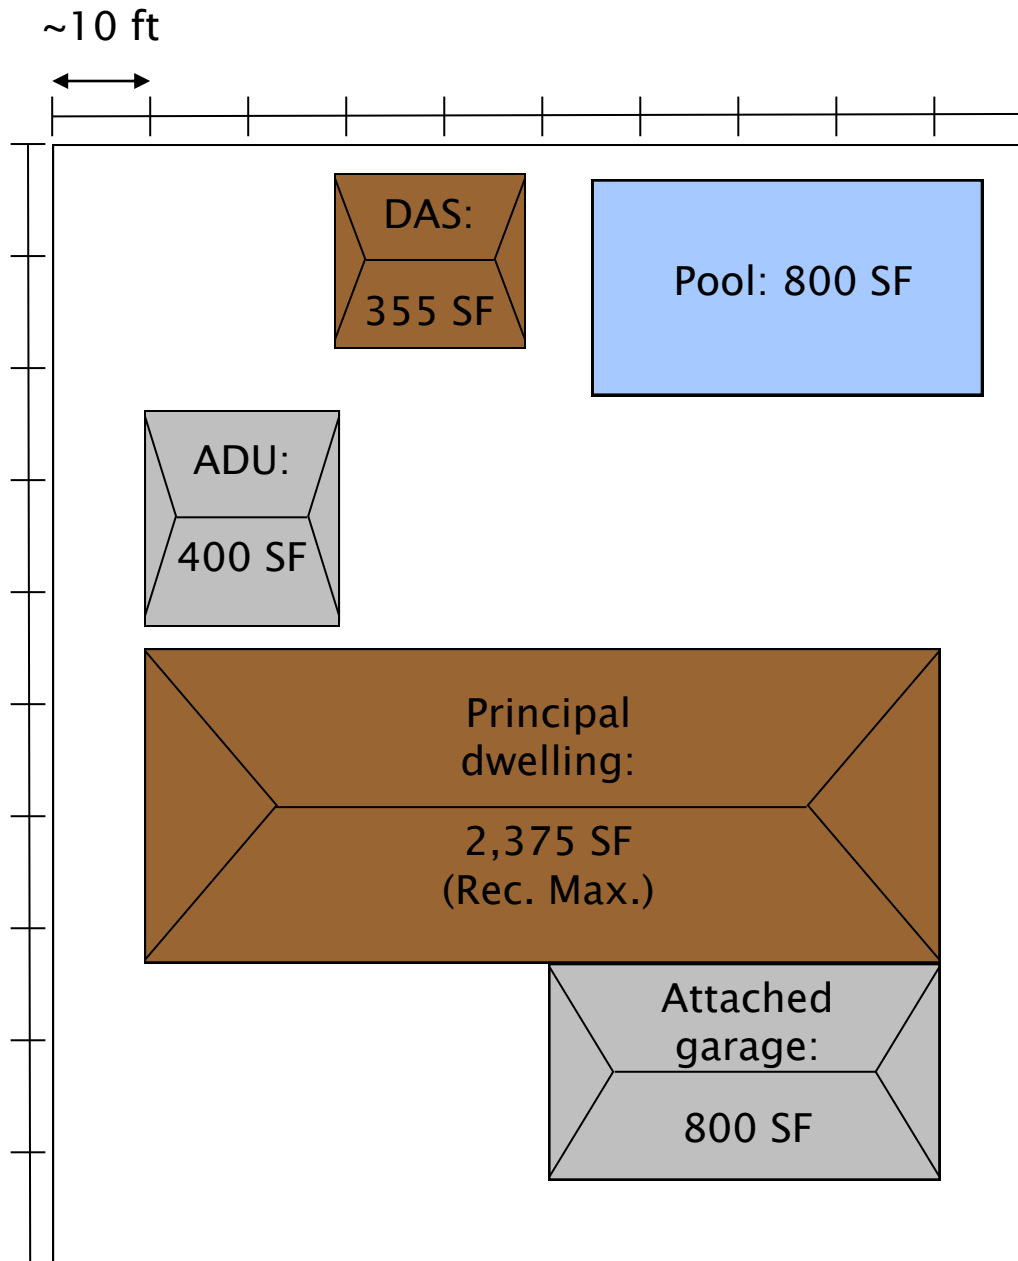 ~10 ft
DAS:
355 SF
Pool: 800 SF
ADU:
400 SF
Principal
dwelling:
2,375 SF
(Rec. Max.)
Attached
garage:
800 SF